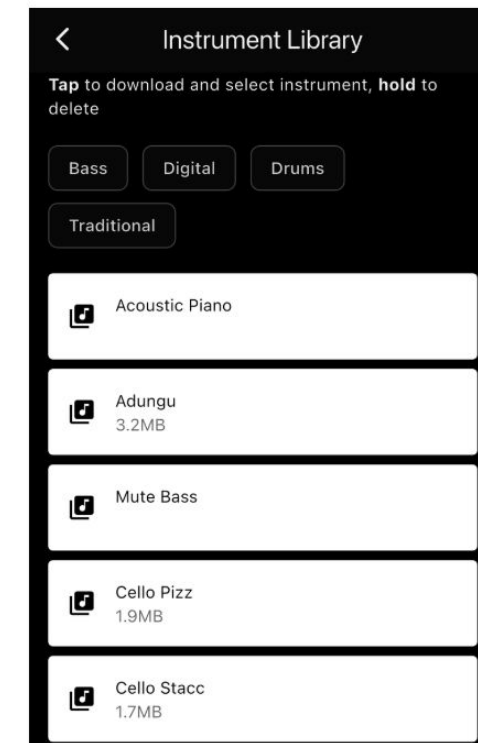 Instrument Library
Tap to download and select instrument, hold to
delete
Bass Digital Drums
Traditional
Acoustic Piano
Adungu
3.2MB
Mute Bass
Cello Pizz
1.9MB
Cello Stacc
1.7MB